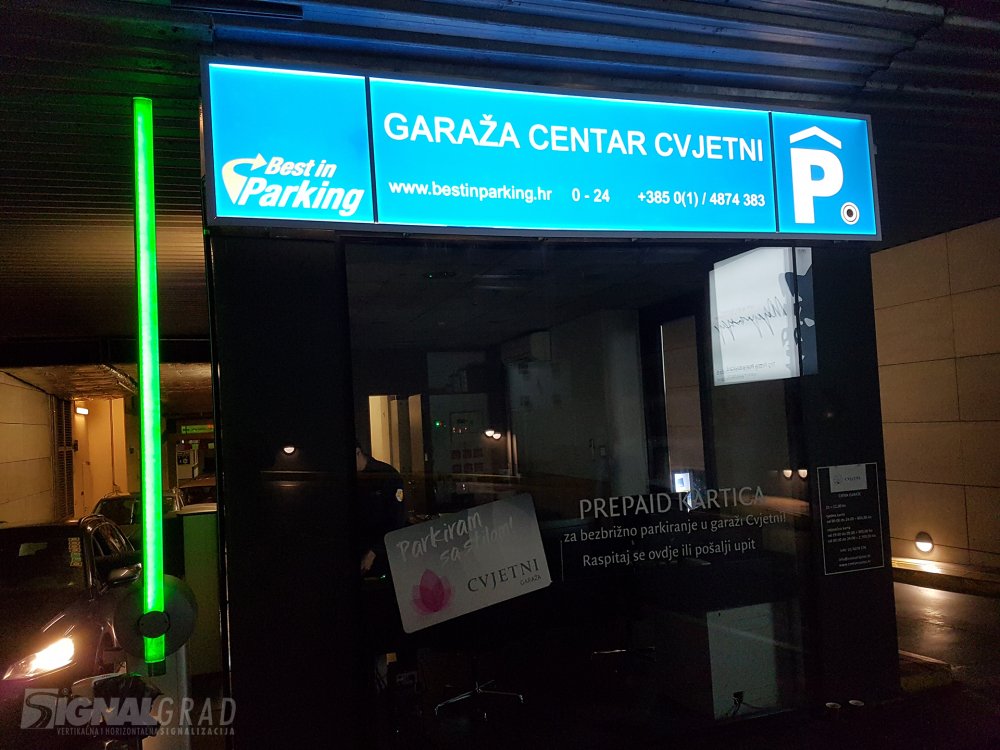 GARAŽA CENTAR CVJETNI
Best in
Parking
www.bestinparking.hr 0 - 24 +385 0(1) / 4874 383
P
PREPAID KARTICA
za bezbrižno parkiranje u garaži Cvjetni!
Raspitaj se ovdje ili pošalji upit
Parkiram
sa stilom!
CVJETNI
GARAŽA
SIGNALGRAD
VERTIKALNA I HORIZONTALNA SIGNALIZACIJA